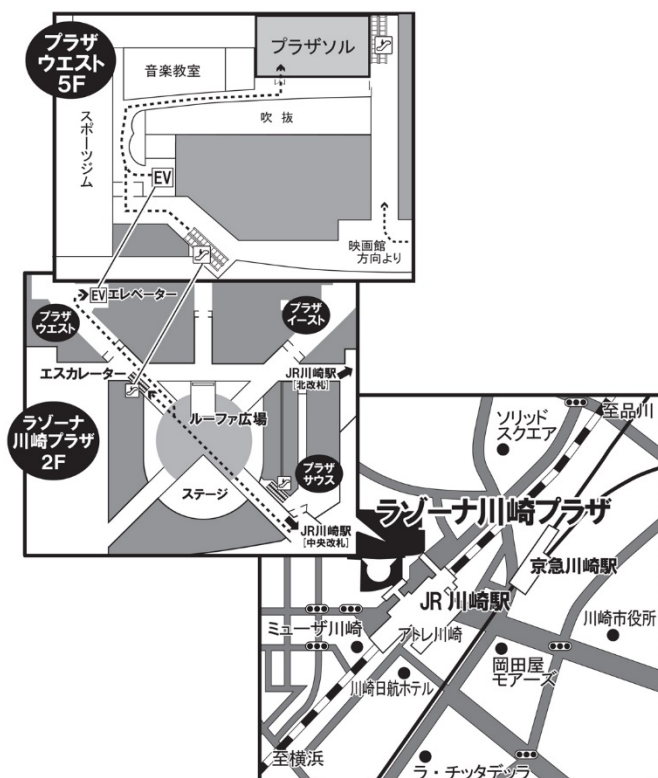 プラザ
ウエスト
5F
プラザソル
音楽教室
スポーツジム
吹 抜
EV
映画館
方向より
EV エレベーター
プラザ
ウエスト
プラザ
イースト
エスカレーター
JR川崎駅
[北改札]
ラゾーナ
川崎プラザ
2F
ルーファ広場
プラザ
サウス
ステージ
JR川崎駅
[中央改札]
至品川
ソリッド
スクエア
ラゾーナ川崎プラザ
京急川崎駅
JR 川崎駅
川崎市役所
ミューザ川崎
アトレ川崎
岡田屋
モアーズ
川崎日航ホテル
至横浜
ラ・チッタデッラ